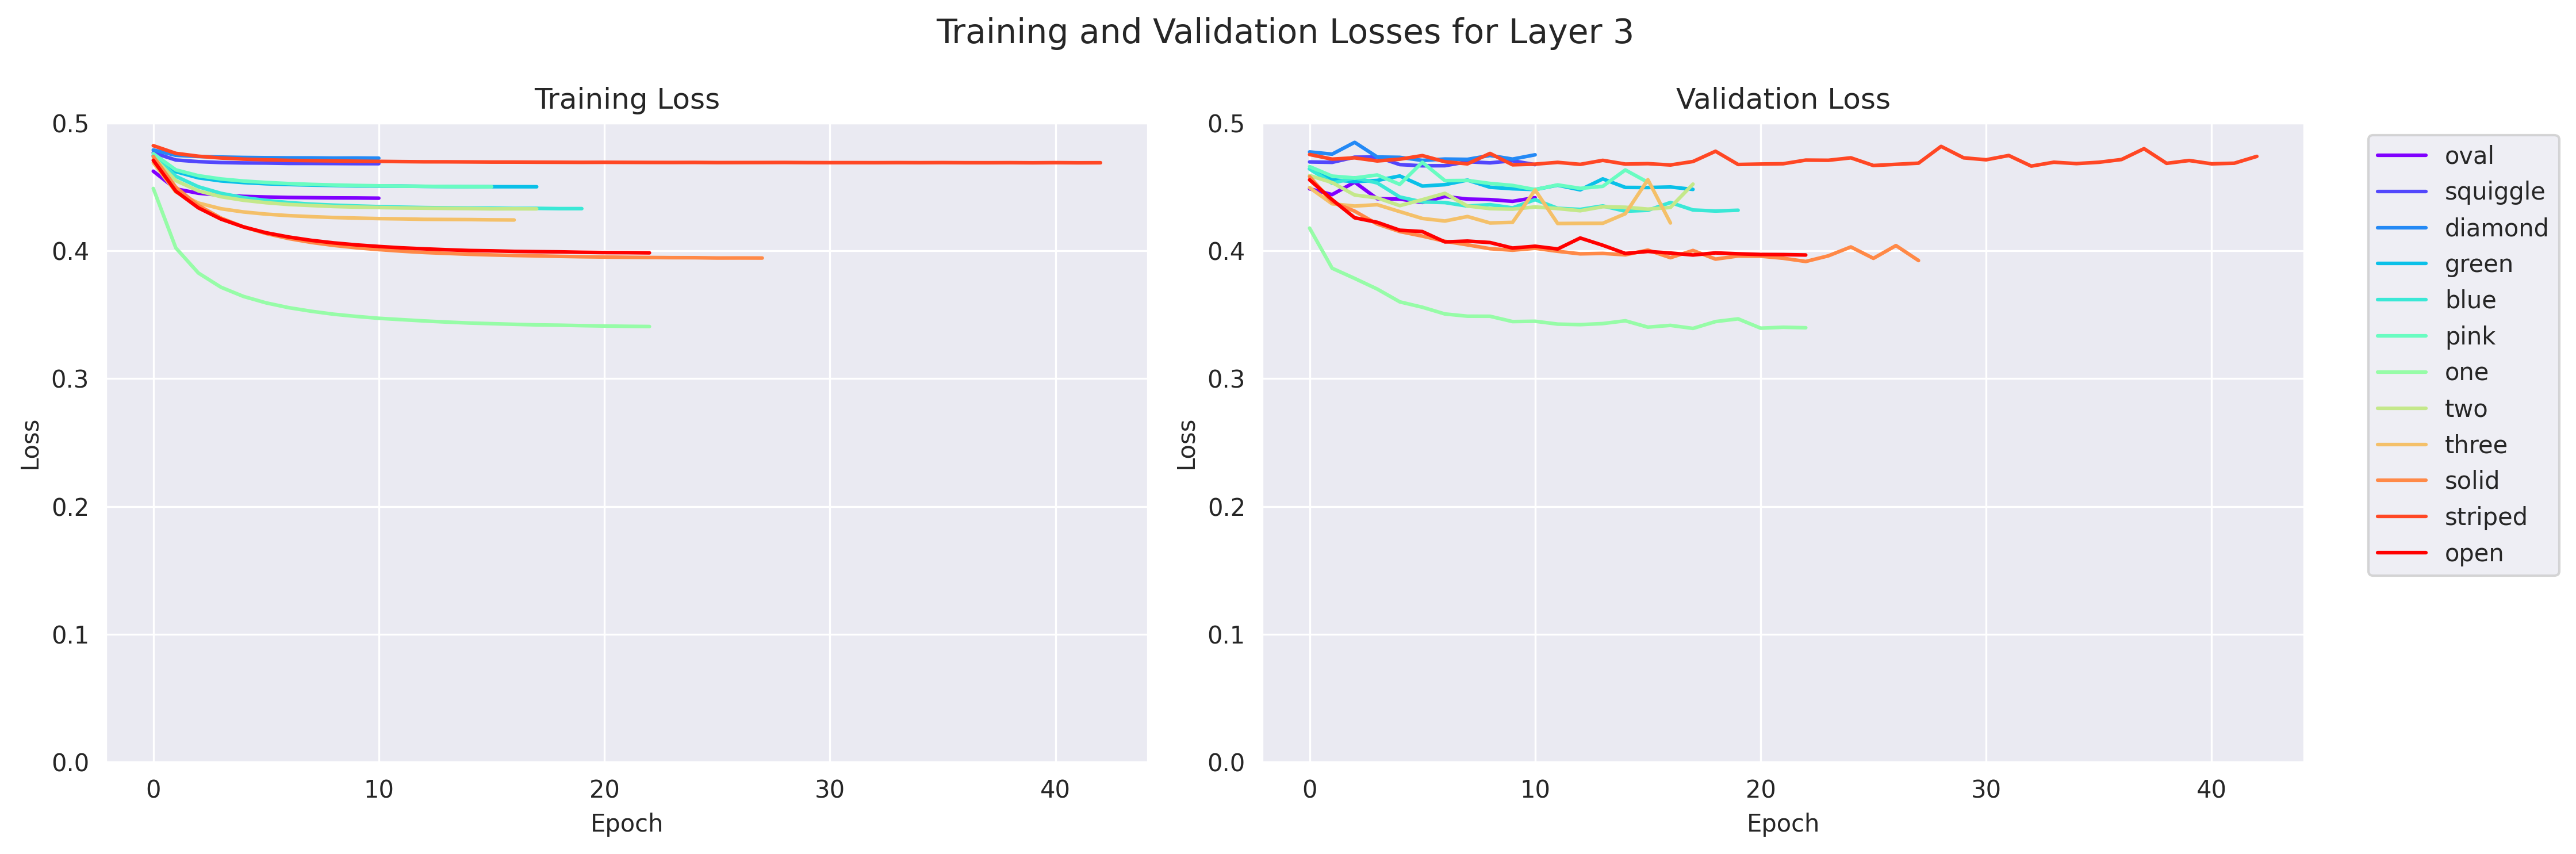 Training and Validation Losses for Layer 3
Training Loss
0.5
0.4
0.3
0.2
0.1
0.0
Loss
0
10
20
30
40
Epoch
Validation Loss
0.5
0.4
0.3
0.2
0.1
0.0
Loss
0
10
20
30
40
Epoch
oval
squiggle
diamond
green
blue
pink
one
two
three
solid
striped
open